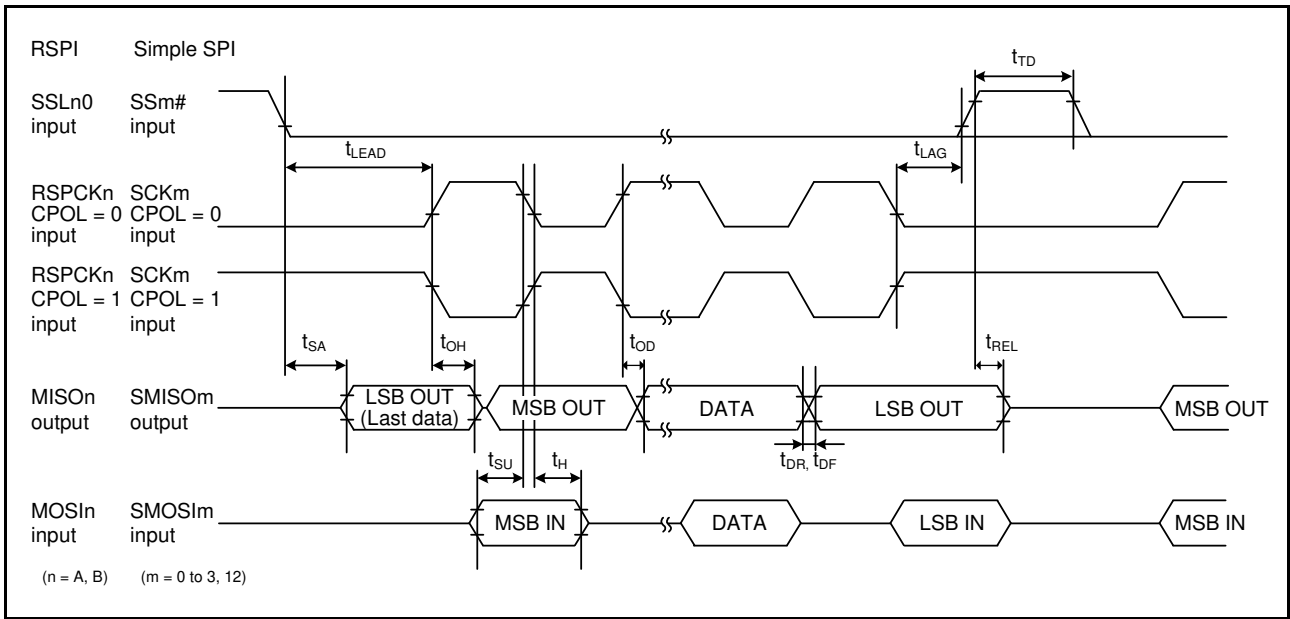 RSPI Simple SPI
tTD
SSLn0 SSm#
input input
tLEAD
tLAG
RSPCKn SCKm
CPOL = 0 CPOL = 0
input input
RSPCKn SCKm
CPOL = 1 CPOL = 1
input input
tSA tOH tOD tREL
MISOn SMISOm
output output
LSB OUT
(Last data)
MSB OUT
DATA
LSB OUT
MSB OUT
tSU tH tDR, tDF
MOSIn SMOSIm
input input
MSB IN
DATA
LSB IN
MSB IN
(n = A, B) (m = 0 to 3, 12)